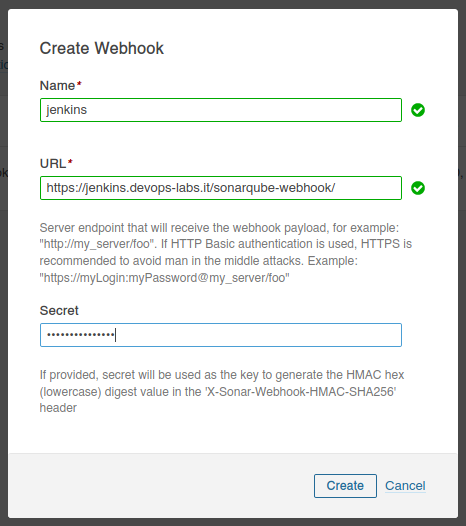 Create Webhook
Name*
jenkins
URL*
https://jenkins.devops-labs.it/sonarqube-webhook/
Server endpoint that will receive the webhook payload, for example:
"http://my_server/foo". If HTTP Basic authentication is used, HTTPS is
recommended to avoid man in the middle attacks. Example:
"https://myLogin:myPassword@my_server/foo"
Secret
•••••••••••••••
If provided, secret will be used as the key to generate the HMAC hex
(lowercase) digest value in the 'X-Sonar-Webhook-HMAC-SHA256'
header
Create Cancel